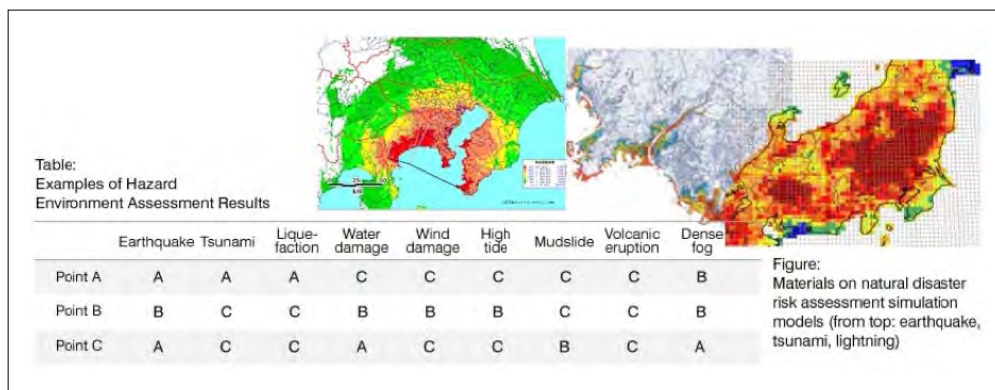 Table:
Examples of Hazard
Environment Assessment Results
Earthquake Tsunami Lique-faction Water damage Wind damage High tide Mudslide Volcanic eruption Dense fog
Point A A A A C C C C C B
Point B B C C B B B C C B
Point C A C C A C C B C A
Figure:
Materials on natural disaster
risk assessment simulation
models (from top: earthquake,
tsunami, lightning)